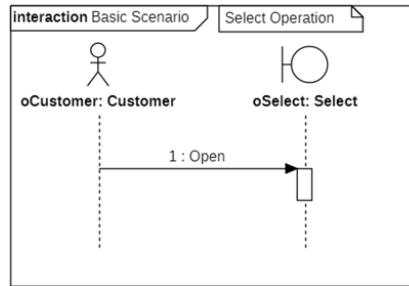 interaction Basic Scenario
Select Operation
oCustomer: Customer
oSelect: Select
1 : Open